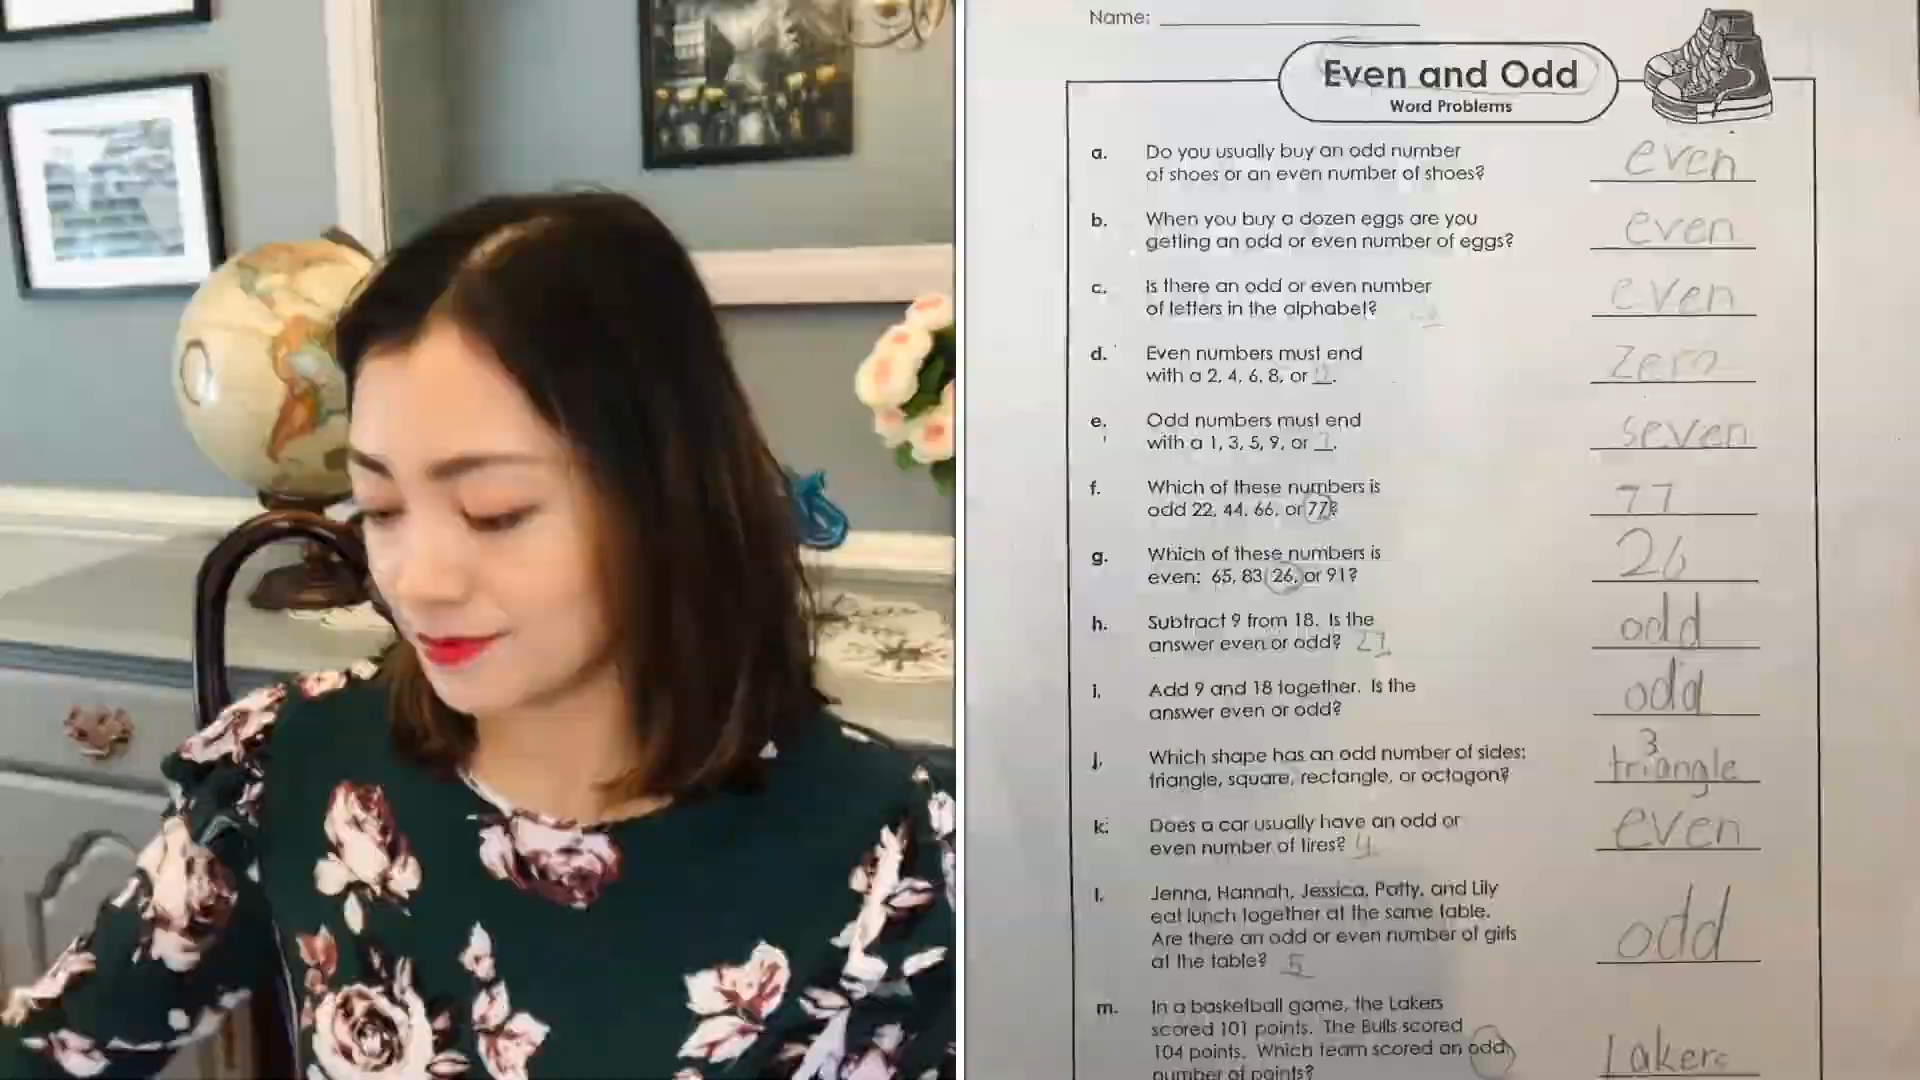 Name:
Even and Odd
Word Problems
a. Do you usually buy an odd number even
of shoes or an even number of shoes?
b. When you buy a dozen eggs are you even
getting an odd or even number of eggs?
c. Is there an odd or even number even
of letters in the alphabet?
d. Even numbers must end zero
with a 2, 4, 6, 8, or 0.
e. Odd numbers must end seven
with a 1, 3, 5, 9, or 7.
f. Which of these numbers is 77
odd 22, 44, 66, or 77?
g. Which of these numbers is 26
even: 65, 83, 26, or 91?
h. Subtract 9 from 18. Is the odd
answer even or odd? 27
i. Add 9 and 18 together. Is the odd
answer even or odd?
j. Which shape has an odd number of sides: 3
triangle, square, rectangle, or octagon? triangle
k. Does a car usually have an odd or even
even number of tires? 4
l. Jenna, Hannah, Jessica, Patty, and Lily
eat lunch together at the same table.
Are there an odd or even number of girls odd
at the table? 5
m. In a basketball game, the Lakers
scored 101 points. The Bulls scored
104 points. Which team scored an odd Lakers
number of points?